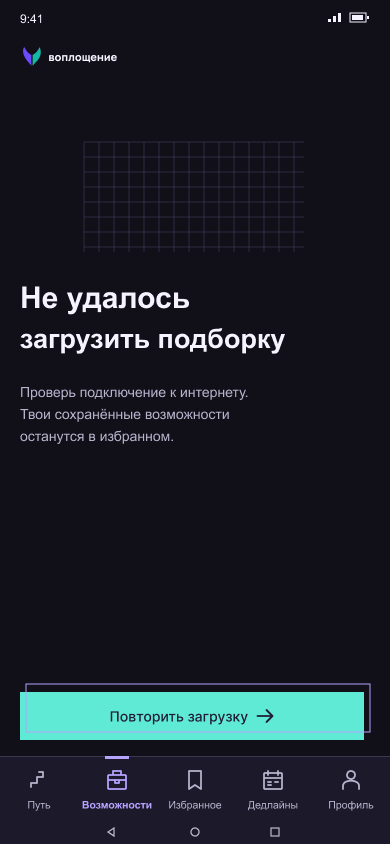 9:41
воплощение
Не удалось
загрузить подборку
Проверь подключение к интернету.
Твои сохранённые возможности
останутся в избранном.
Повторить загрузку
Путь
Возможности
Избранное
Дедлайны
Профиль